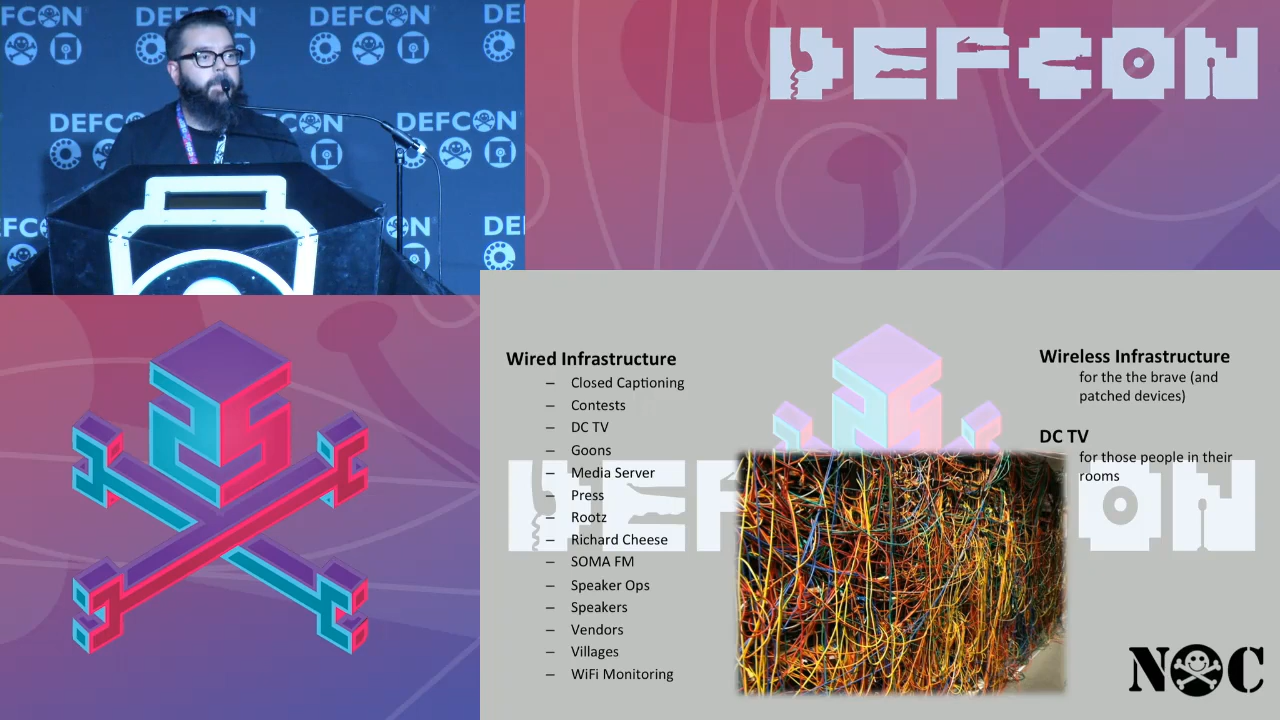 DEFCON
DEFCON
DEFCON
DEFCON
DEFCON
DEFCON
DEFCON
Wired Infrastructure
– Closed Captioning
– Contests
– DC TV
– Goons
– Media Server
– Press
– Rootz
– Richard Cheese
– SOMA FM
– Speaker Ops
– Speakers
– Vendors
– Villages
– WiFi Monitoring
Wireless Infrastructure
for the the brave (and
patched devices)
DC TV
for those people in their
rooms
NOC